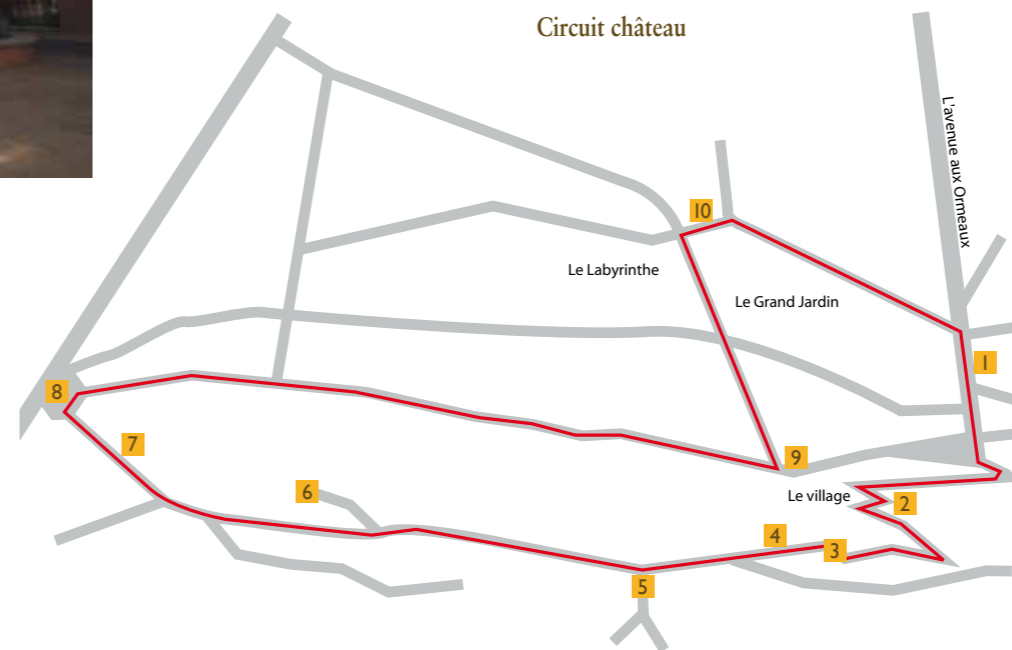 Circuit château
L'avenue aux Ormeaux
10
Le Labyrinthe
Le Grand Jardin
1
8
7
9
6
Le village
2
4
3
5